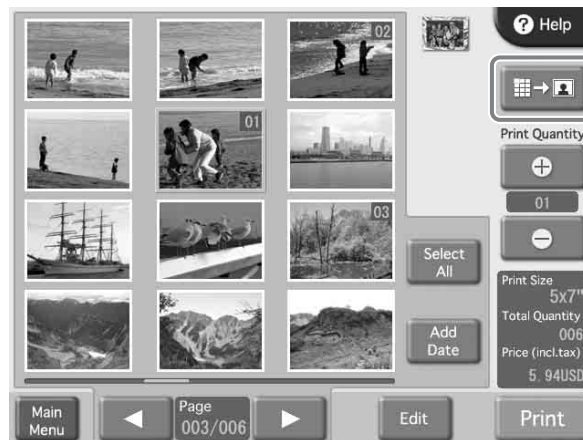 02
? Help
01
Print Quantity
01
03
Select
All
Print Size
5x7"
Total Quantity
006
Add
Date
Price (incl.tax)
5.94USD
Main
Menu
Page
003/006
Edit
Print